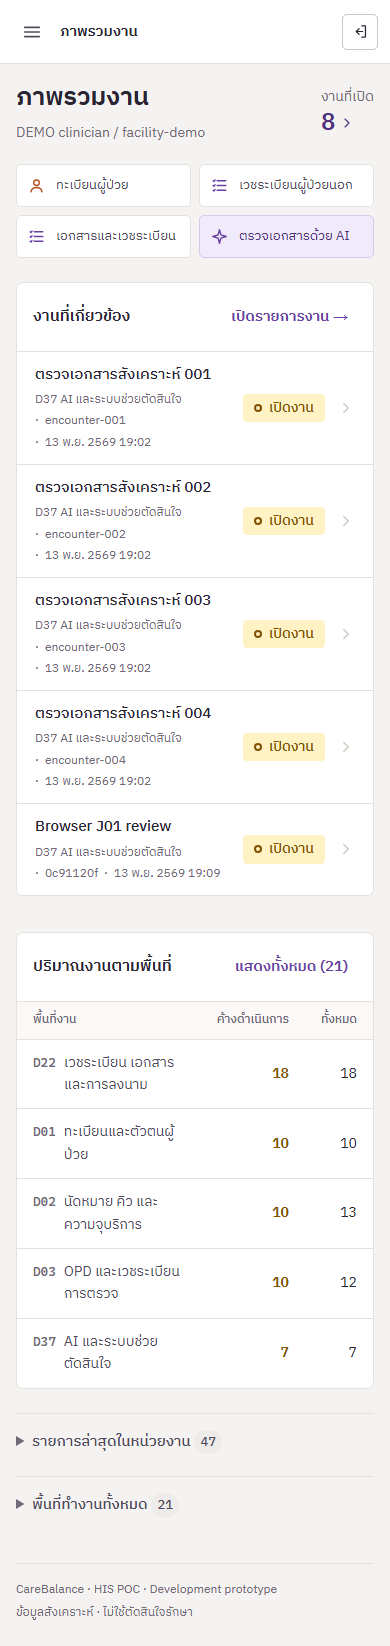 ภาพรวมงาน
ภาพรวมงาน
งานที่เปิด
DEMO clinician / facility-demo
8
ทะเบียนผู้ป่วย
เวชระเบียนผู้ป่วยนอก
เอกสารและเวชระเบียน
ตรวจเอกสารด้วย AI
งานที่เกี่ยวข้อง
เปิดรายการงาน →
ตรวจเอกสารสังเคราะห์ 001
D37 AI และระบบช่วยตัดสินใจ
· encounter-001
· 13 พ.ย. 2569 19:02
เปิดงาน
ตรวจเอกสารสังเคราะห์ 002
D37 AI และระบบช่วยตัดสินใจ
· encounter-002
· 13 พ.ย. 2569 19:02
เปิดงาน
ตรวจเอกสารสังเคราะห์ 003
D37 AI และระบบช่วยตัดสินใจ
· encounter-003
· 13 พ.ย. 2569 19:02
เปิดงาน
ตรวจเอกสารสังเคราะห์ 004
D37 AI และระบบช่วยตัดสินใจ
· encounter-004
· 13 พ.ย. 2569 19:02
เปิดงาน
Browser J01 review
D37 AI และระบบช่วยตัดสินใจ
· 0c91120f · 13 พ.ย. 2569 19:09
เปิดงาน
ปริมาณงานตามพื้นที่
แสดงทั้งหมด (21)
พื้นที่งาน ค้างดำเนินการ ทั้งหมด
D22 เวชระเบียน เอกสาร
และการลงนาม
18 18
D01 ทะเบียนและตัวตนผู้
ป่วย
10 10
D02 นัดหมาย คิว และ
ความจุบริการ
10 13
D03 OPD และเวชระเบียน
การตรวจ
10 12
D37 AI และระบบช่วย
ตัดสินใจ
7 7
รายการล่าสุดในหน่วยงาน 47
พื้นที่ทำงานทั้งหมด 21
CareBalance · HIS POC · Development prototype
ข้อมูลสังเคราะห์ · ไม่ใช้ตัดสินใจรักษา